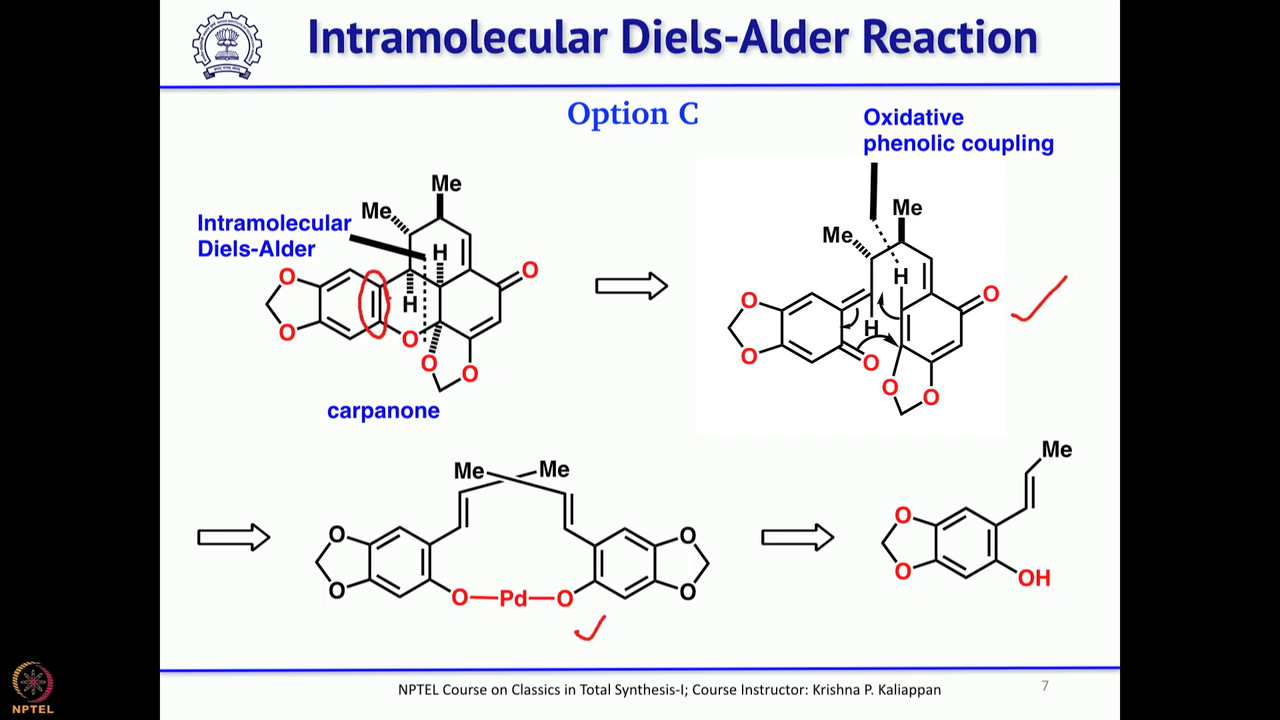 Intramolecular Diels-Alder Reaction
Option C
Oxidative
phenolic coupling
Intramolecular
Diels-Alder
Me
Me
H
H
O
O
O
O
O
O
carpanone
Me
Me
H
H
O
O
O
O
O
O
Me
Me
O
O
O
Pd
O
O
O
Me
O
O
OH
NPTEL Course on Classics in Total Synthesis-I; Course Instructor: Krishna P. Kaliappan
7
NPTEL